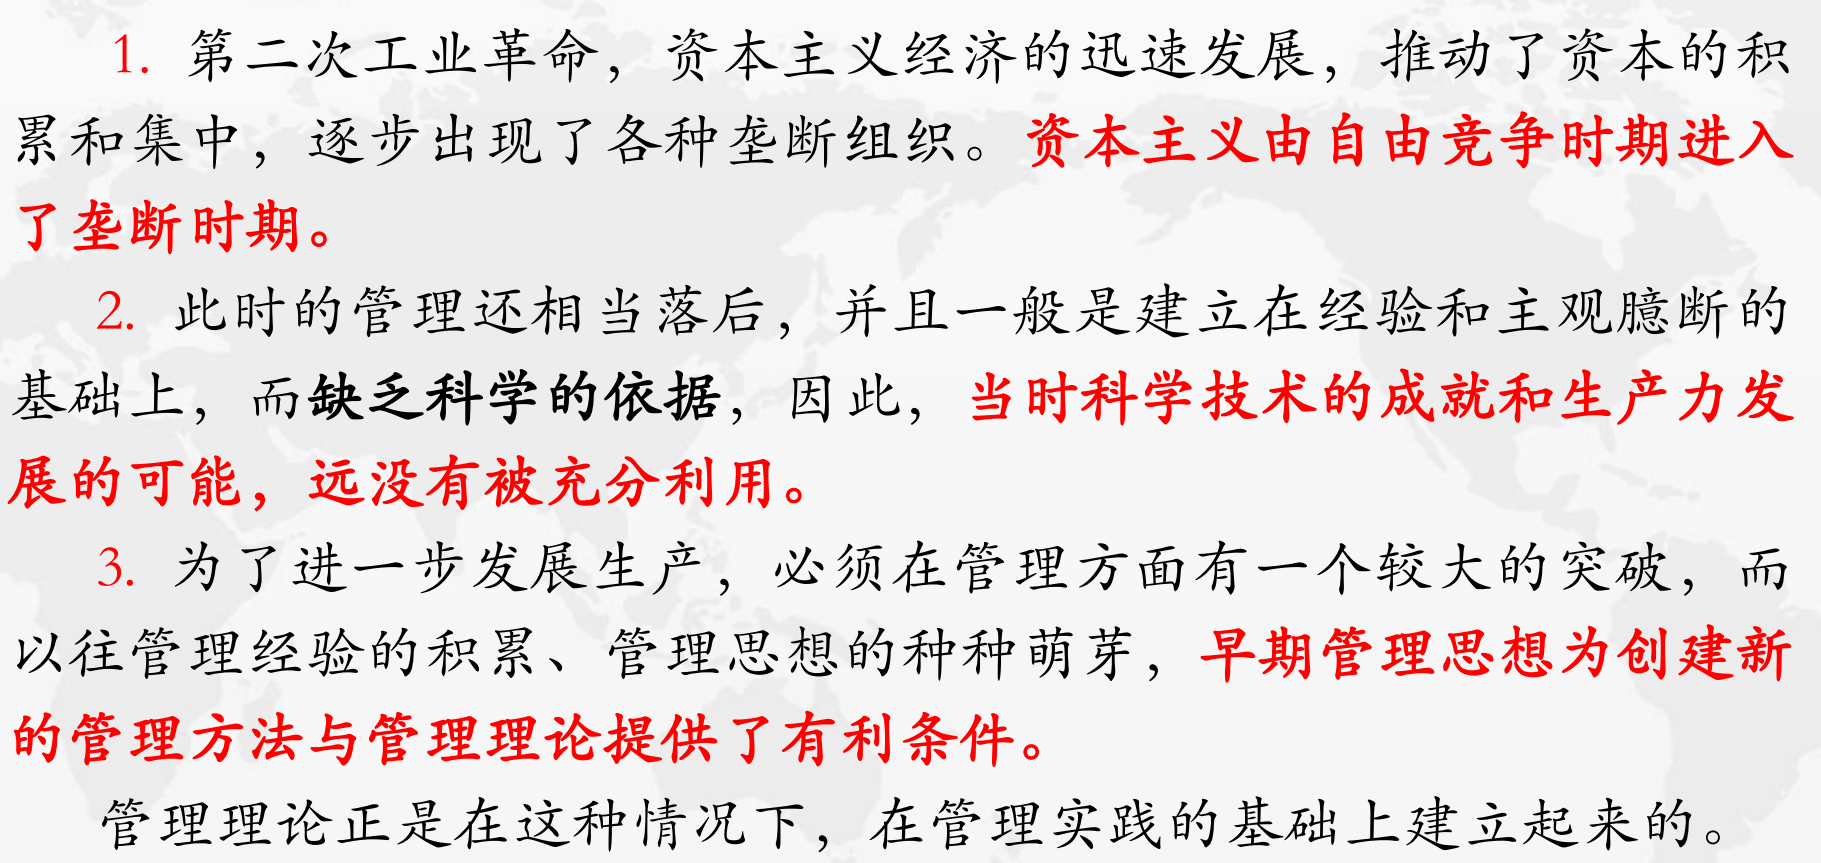 1. 第二次工业革命，资本主义经济的迅速发展，推动了资本的积
累和集中，逐步出现了各种垄断组织。资本主义由自由竞争时期进入
了垄断时期。
2. 此时的管理还相当落后，并且一般是建立在经验和主观臆断的
基础上，而缺乏科学的依据，因此，当时科学技术的成就和生产力发
展的可能，远没有被充分利用。
3. 为了进一步发展生产，必须在管理方面有一个较大的突破，而
以往管理经验的积累、管理思想的种种萌芽，早期管理思想为创建新
的管理方法与管理理论提供了有利条件。
管理理论正是在这种情况下，在管理实践的基础上建立起来的。